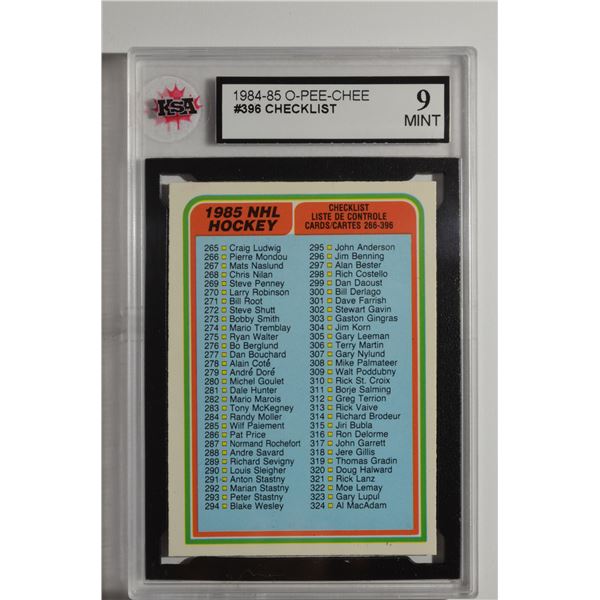 KSA
1984-85 O-PEE-CHEE
#396 CHECKLIST
9
MINT
1985 NHL
HOCKEY
CHECKLIST
LISTE DE CONTROLE
CARDS/CARTES 266-396
265 Craig Ludwig
266 Pierre Mondou
267 Mats Naslund
268 Chris Nilan
269 Steve Penney
270 Larry Robinson
271 Bill Root
272 Steve Shutt
273 Bobby Smith
274 Mario Tremblay
275 Ryan Walter
276 Bo Berglund
277 Dan Bouchard
278 Alain Coté
279 André Doré
280 Michel Goulet
281 Dale Hunter
282 Mario Marois
283 Tony McKegney
284 Randy Moller
285 Wilf Paiement
286 Pat Price
287 Normand Rochefort
288 Andre Savard
289 Richard Sevigny
290 Louis Sleigher
291 Anton Stastny
292 Marian Stastny
293 Peter Stastny
294 Blake Wesley
295 John Anderson
296 Jim Benning
297 Alan Bester
298 Rich Costello
299 Dan Daoust
300 Bill Derlago
301 Dave Farrish
302 Stewart Gavin
303 Gaston Gingras
304 Jim Korn
305 Gary Leeman
306 Terry Martin
307 Gary Nylund
308 Mike Palmateer
309 Walt Poddubny
310 Rick St. Croix
311 Borje Salming
312 Greg Terrion
313 Rick Vaive
314 Richard Brodeur
315 Jiri Bubla
316 Ron Delorme
317 John Garrett
318 Jere Gillis
319 Thomas Gradin
320 Doug Halward
321 Rick Lanz
322 Moe Lemay
323 Gary Lupul
324 Al MacAdam